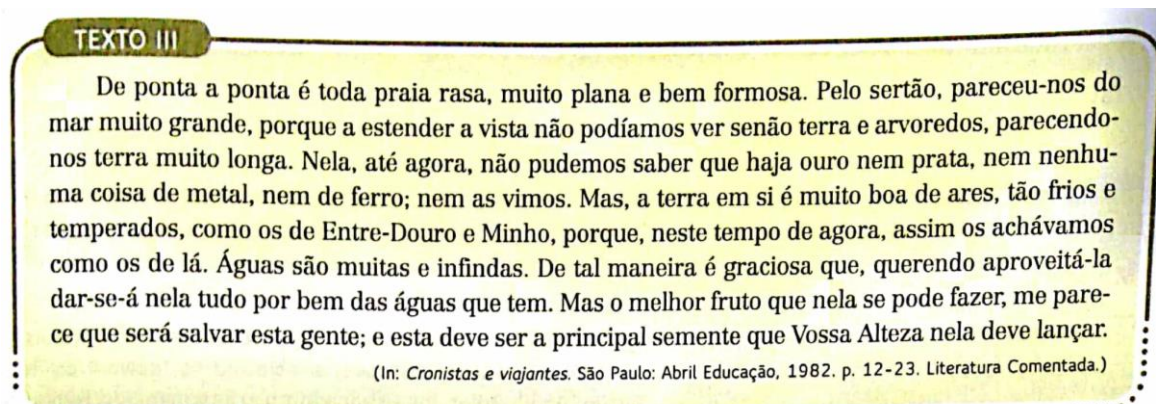 TEXTO III
De ponta a ponta é toda praia rasa, muito plana e bem formosa. Pelo sertão, pareceu-nos do
mar muito grande, porque a estender a vista não podíamos ver senão terra e arvoredos, parecendo-
nos terra muito longa. Nela, até agora, não pudemos saber que haja ouro nem prata, nem nenhu-
ma coisa de metal, nem de ferro; nem as vimos. Mas, a terra em si é muito boa de ares, tão frios e
temperados, como os de Entre-Douro e Minho, porque, neste tempo de agora, assim os achávamos
como os de lá. Águas são muitas e infindas. De tal maneira é graciosa que, querendo aproveitá-la
dar-se-á nela tudo por bem das águas que tem. Mas o melhor fruto que nela se pode fazer, me pare-
ce que será salvar esta gente; e esta deve ser a principal semente que Vossa Alteza nela deve lançar.
(In: Cronistas e viajantes. São Paulo: Abril Educação, 1982. p. 12-23. Literatura Comentada.)